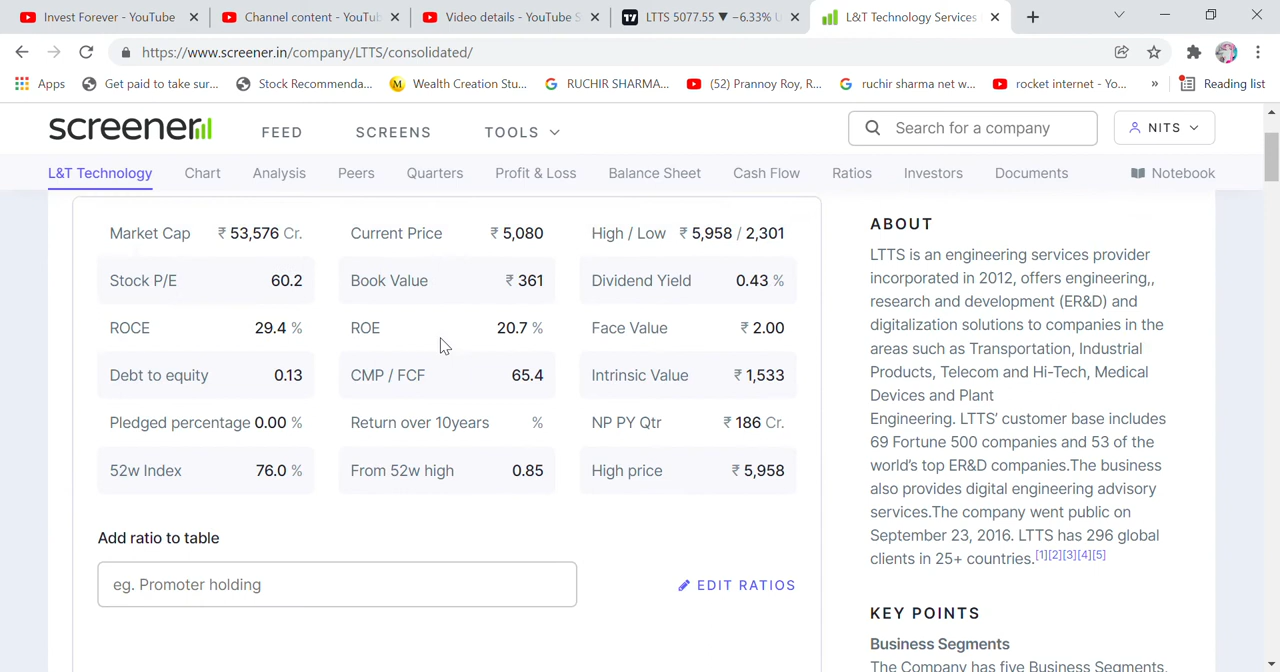 Invest Forever - YouTube
Channel content - YouTub
Video details - YouTube S
LTTS 5077.55 ▼ −6.33% U
L&T Technology Services
https://www.screener.in/company/LTTS/consolidated/
Apps
Get paid to take sur...
Stock Recommenda...
Wealth Creation Stu...
RUCHIR SHARMA...
(52) Prannoy Roy, R...
ruchir sharma net w...
rocket internet - Yo...
»
Reading list
screener
FEED
SCREENS
TOOLS
Search for a company
NITS
L&T Technology
Chart
Analysis
Peers
Quarters
Profit & Loss
Balance Sheet
Cash Flow
Ratios
Investors
Documents
Notebook
Market Cap ₹ 53,576 Cr.
Current Price ₹ 5,080
High / Low ₹ 5,958 / 2,301
Stock P/E 60.2
Book Value ₹ 361
Dividend Yield 0.43 %
ROCE 29.4 %
ROE 20.7 %
Face Value ₹ 2.00
Debt to equity 0.13
CMP / FCF 65.4
Intrinsic Value ₹ 1,533
Pledged percentage 0.00 %
Return over 10years %
NP PY Qtr ₹ 186 Cr.
52w Index 76.0 %
From 52w high 0.85
High price ₹ 5,958
Add ratio to table
eg. Promoter holding
EDIT RATIOS
ABOUT
LTTS is an engineering services provider
incorporated in 2012, offers engineering,,
research and development (ER&D) and
digitalization solutions to companies in the
areas such as Transportation, Industrial
Products, Telecom and Hi-Tech, Medical
Devices and Plant
Engineering. LTTS’ customer base includes
69 Fortune 500 companies and 53 of the
world’s top ER&D companies.The business
also provides digital engineering advisory
services.The company went public on
September 23, 2016. LTTS has 296 global
clients in 25+ countries.[1][2][3][4][5]
KEY POINTS
Business Segments
The Company has five Business Segments,